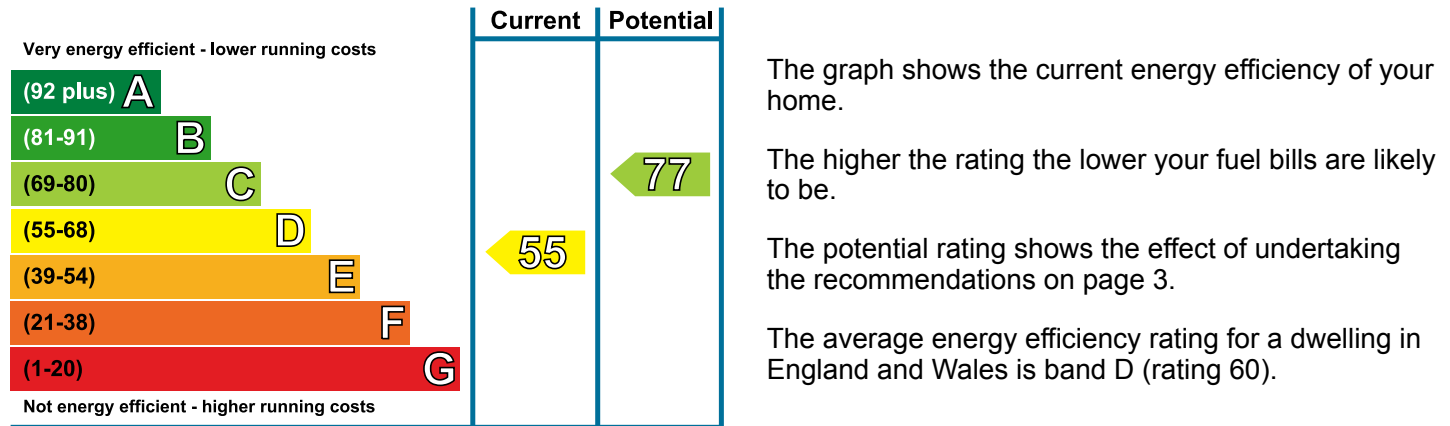 Current Potential
Very energy efficient - lower running costs
(92 plus) A
(81-91) B
(69-80) C
77
(55-68) D
55
(39-54) E
(21-38) F
(1-20) G
Not energy efficient - higher running costs
The graph shows the current energy efficiency of your
home.
The higher the rating the lower your fuel bills are likely
to be.
The potential rating shows the effect of undertaking
the recommendations on page 3.
The average energy efficiency rating for a dwelling in
England and Wales is band D (rating 60).